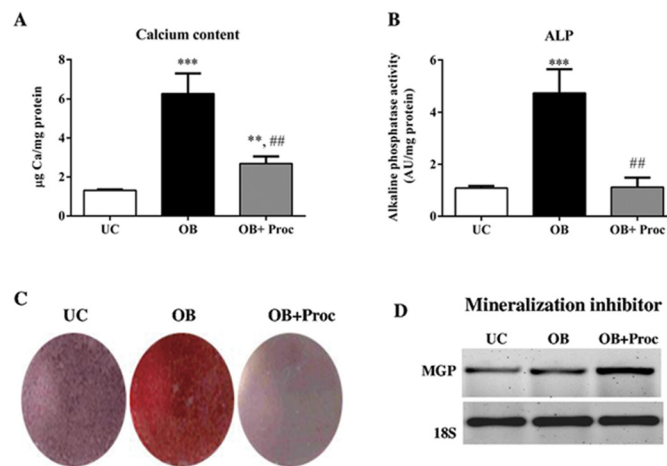 A
Calcium content
µg Ca/mg protein
8
6
4
2
0
***
**, ##
UC
OB
OB+ Proc
B
ALP
Alkaline phosphatase activity
(AU/mg protein)
6
4
2
0
***
##
UC
OB
OB+ Proc
C
UC
OB
OB+Proc
D
Mineralization inhibitor
UC
OB
OB+Proc
MGP
18S